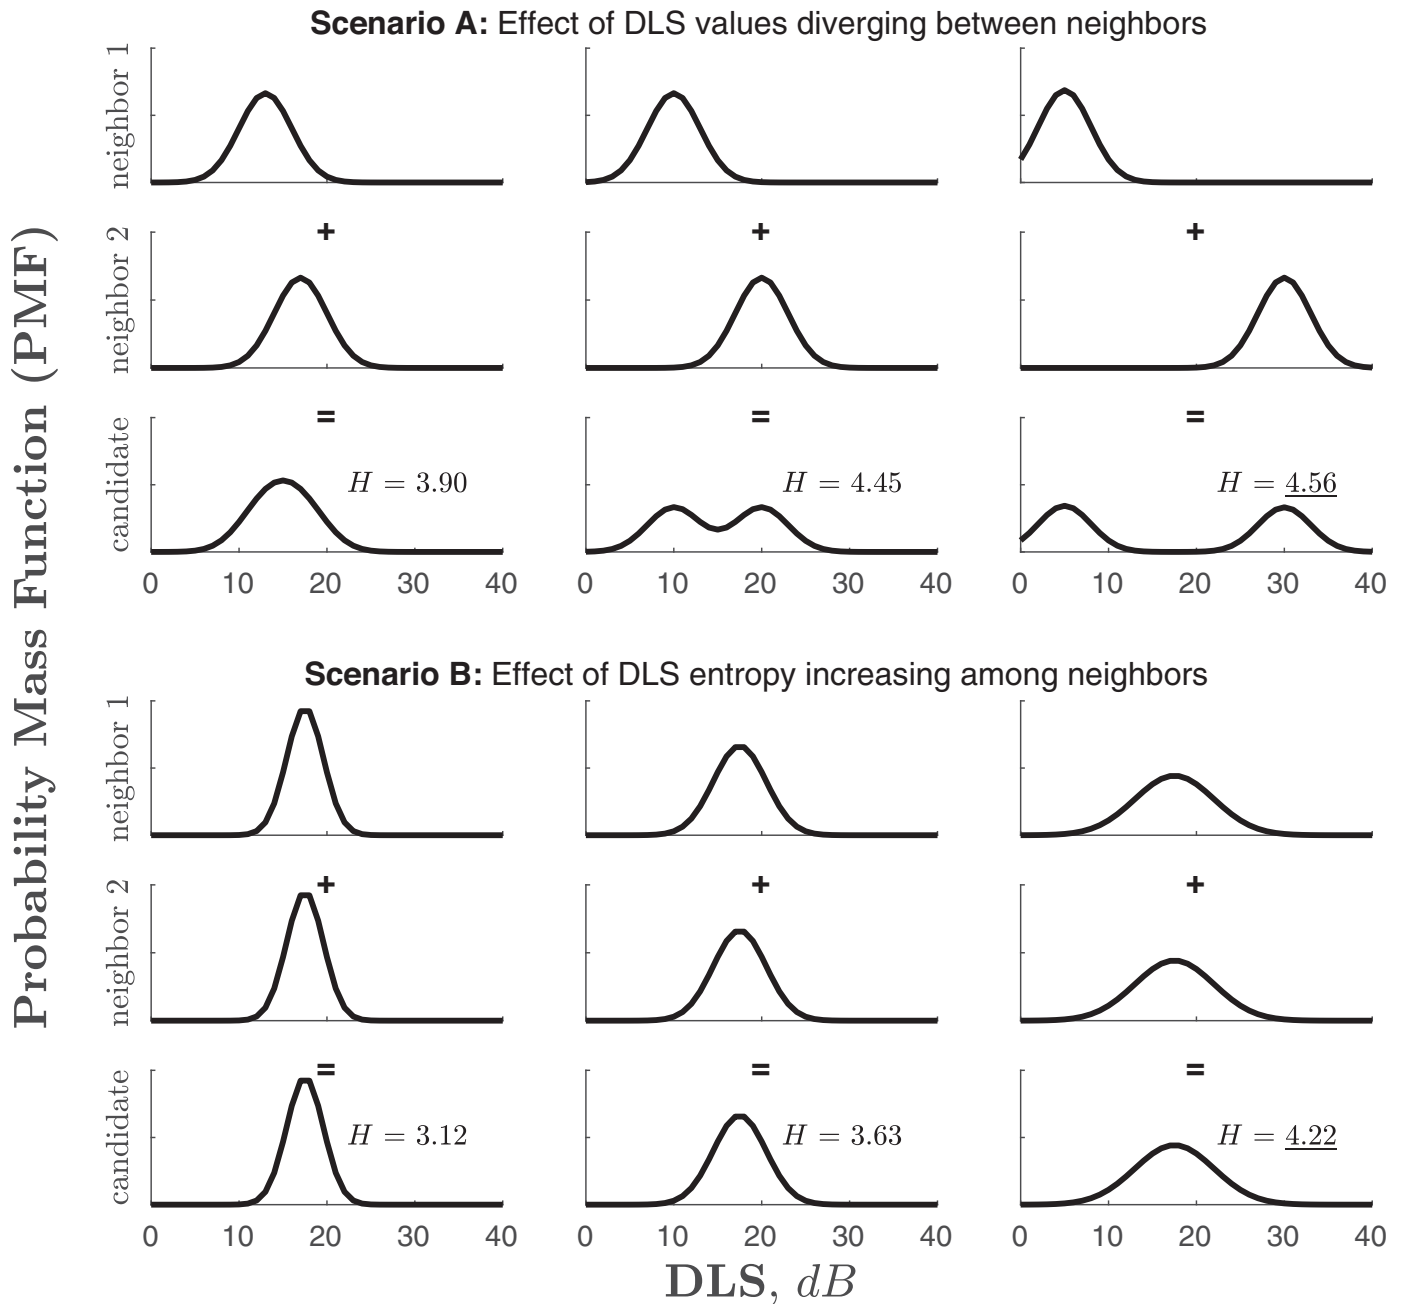 Scenario A: Effect of DLS values diverging between neighbors
Probability Mass Function (PMF)
neighbor 1
neighbor 2
+ + +
candidate
= = =
H = 3.90 H = 4.45 H = 4.56
0 10 20 30 40 0 10 20 30 40 0 10 20 30 40
Scenario B: Effect of DLS entropy increasing among neighbors
neighbor 1
neighbor 2
+ + +
candidate
= = =
H = 3.12 H = 3.63 H = 4.22
0 10 20 30 40 0 10 20 30 40 0 10 20 30 40
DLS, dB